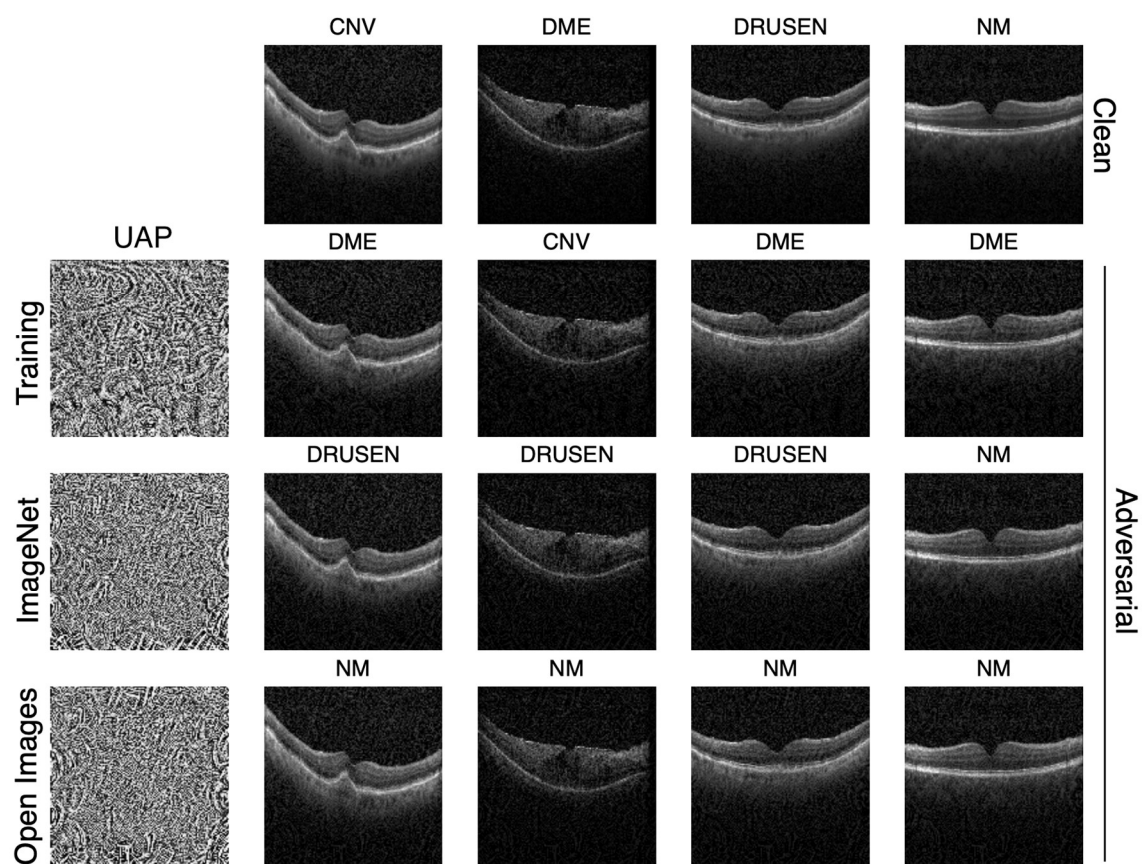 CNV DME DRUSEN NM
Clean
UAP DME CNV DME DME
Training
DRUSEN DRUSEN DRUSEN NM
ImageNet
Adversarial
NM NM NM NM
Open Images